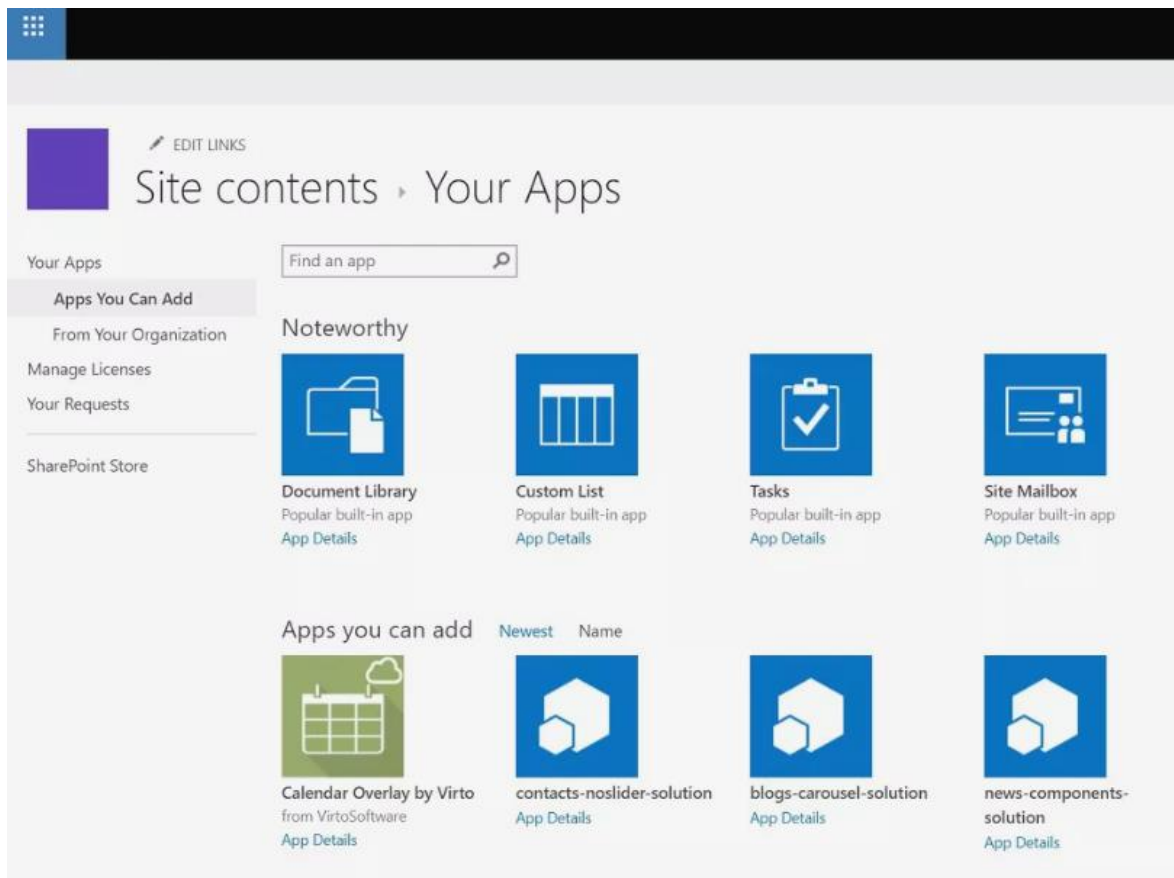 EDIT LINKS
Site contents ▸ Your Apps
Your Apps
Apps You Can Add
From Your Organization
Manage Licenses
Your Requests
SharePoint Store
Find an app
Noteworthy
Document Library
Popular built-in app
App Details
Custom List
Popular built-in app
App Details
Tasks
Popular built-in app
App Details
Site Mailbox
Popular built-in app
App Details
Apps you can add Newest Name
Calendar Overlay by Virto
from VirtoSoftware
App Details
contacts-noslider-solution
App Details
blogs-carousel-solution
App Details
news-components-
solution
App Details